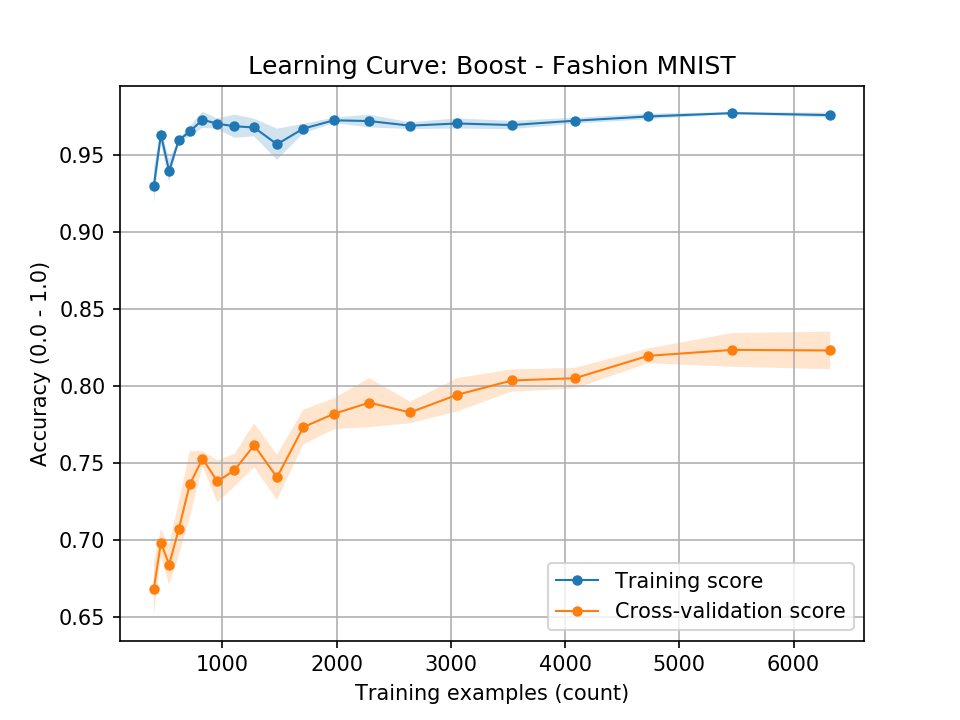 Learning Curve: Boost - Fashion MNIST
Accuracy (0.0 - 1.0)
0.95
0.90
0.85
0.80
0.75
0.70
0.65
Training score
Cross-validation score
1000 2000 3000 4000 5000 6000
Training examples (count)